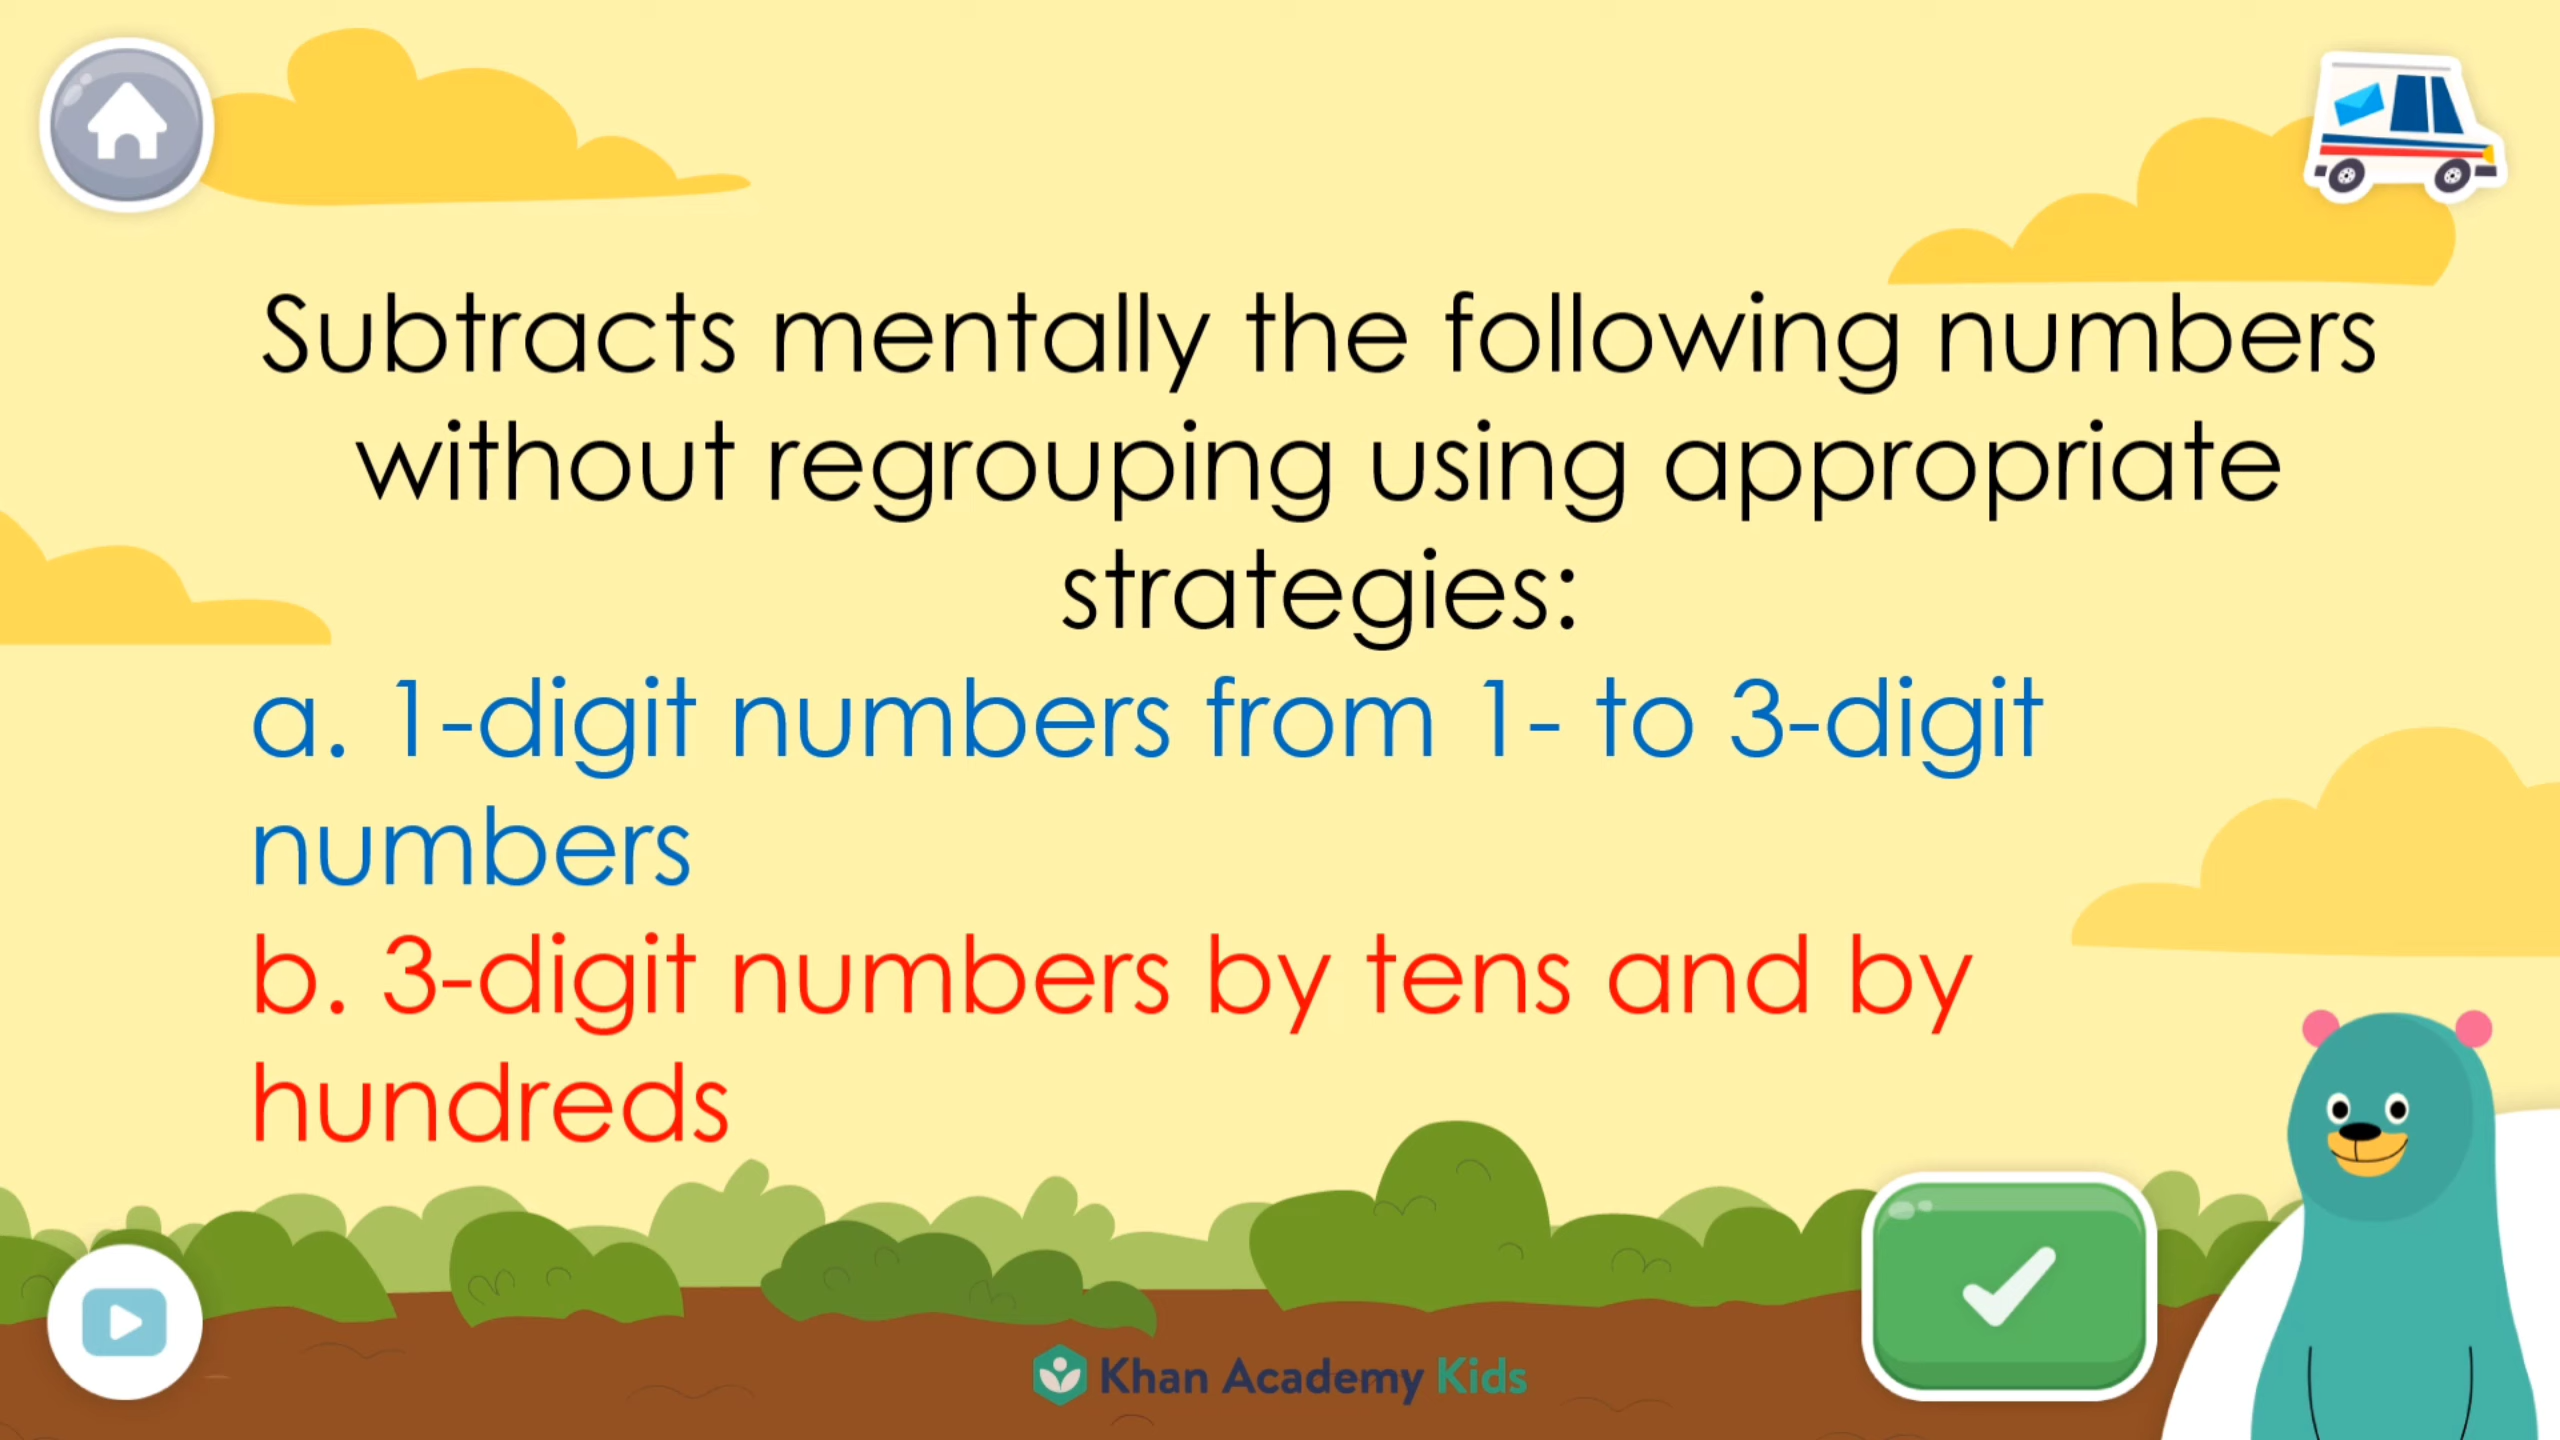 Subtracts mentally the following numbers
without regrouping using appropriate
strategies:
a. 1-digit numbers from 1- to 3-digit
numbers
b. 3-digit numbers by tens and by
hundreds
Khan Academy Kids